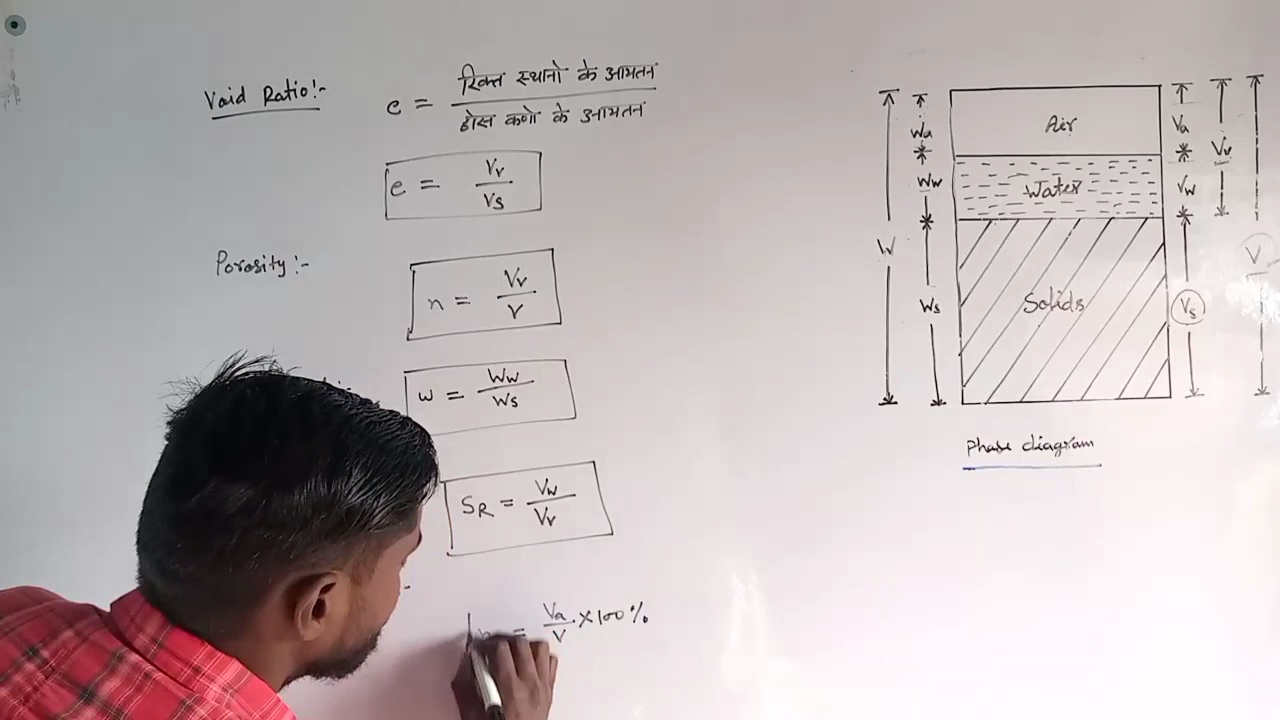 Void Ratio :-
e = रिक्त स्थानो के आयतन / ठोस कणो के आयतन
e = Vv / Vs
Porosity :-
n = Vv / V
w = Ww / Ws
SR = Vw / Vv
= Va / V × 100 %
Air
Water
Solids
Wa
Ww
W
Ws
Va
Vv
Vw
V
Vs
Phase diagram